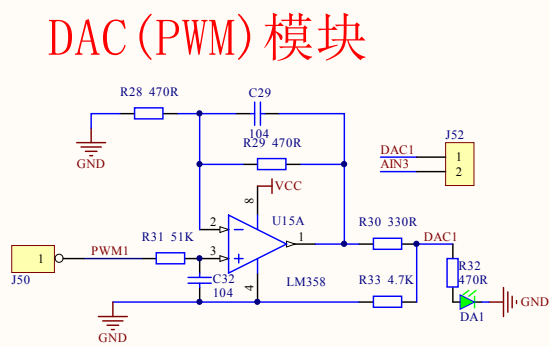 DAC(PWM)模块
R28 470R
C29
104
R29 470R
GND
J52
DAC1
1
AIN3
2
VCC
8
U15A
2
1
R30 330R
DAC1
R31 51K
3
PWM1
1
J50
C32
104
4
LM358
R33 4.7K
R32
470R
DA1
GND
GND